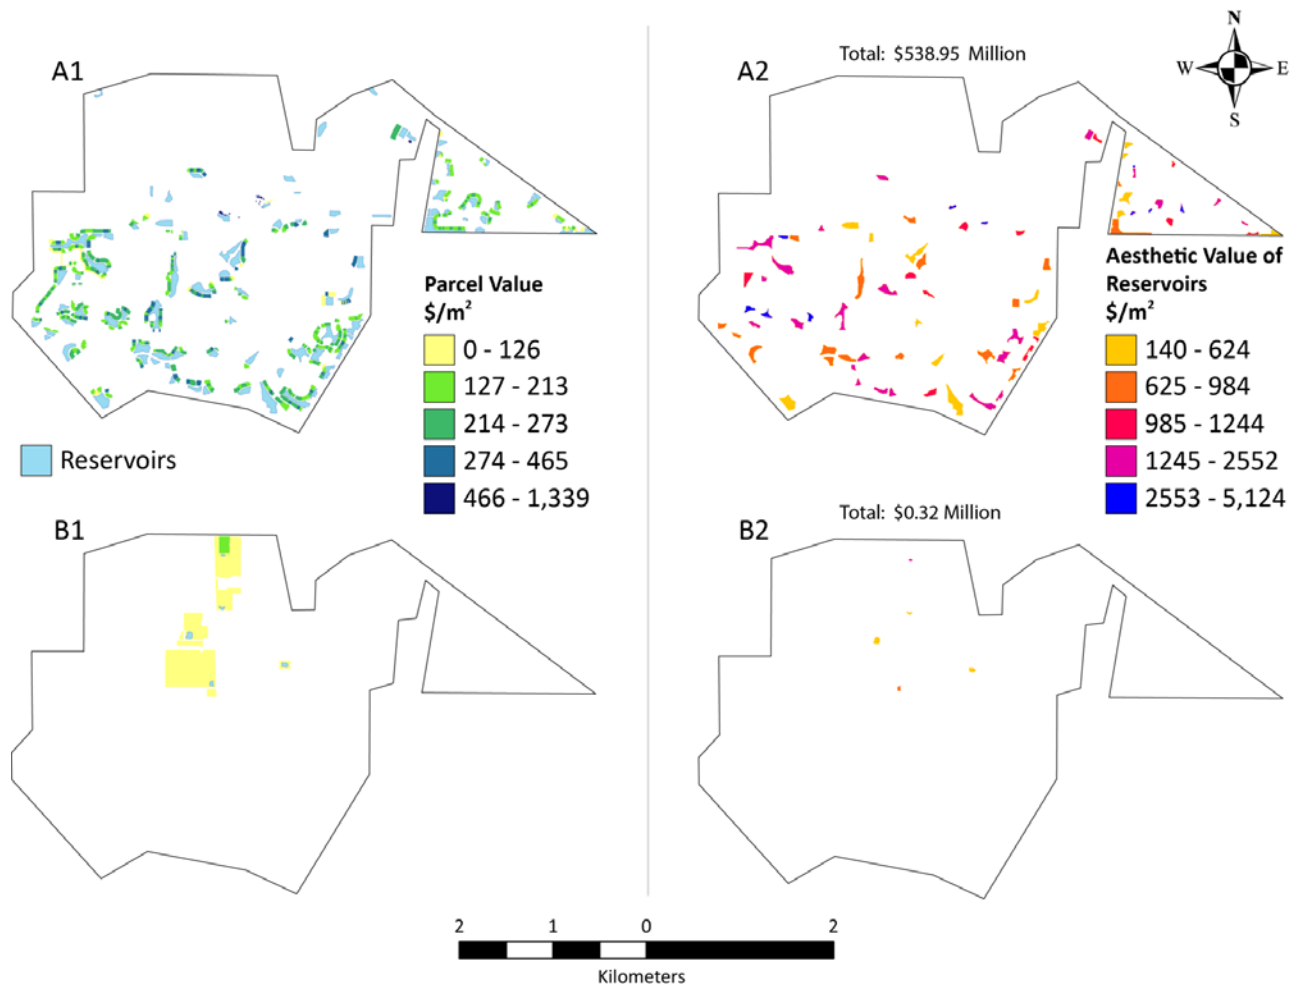 A1
A2
Total: $538.95 Million
N
W
E
S
Parcel Value
$/m²
0 - 126
127 - 213
214 - 273
274 - 465
466 - 1,339
Reservoirs
Aesthetic Value of
Reservoirs
$/m²
140 - 624
625 - 984
985 - 1244
1245 - 2552
2553 - 5,124
B1
B2
Total: $0.32 Million
2 1 0 2
Kilometers